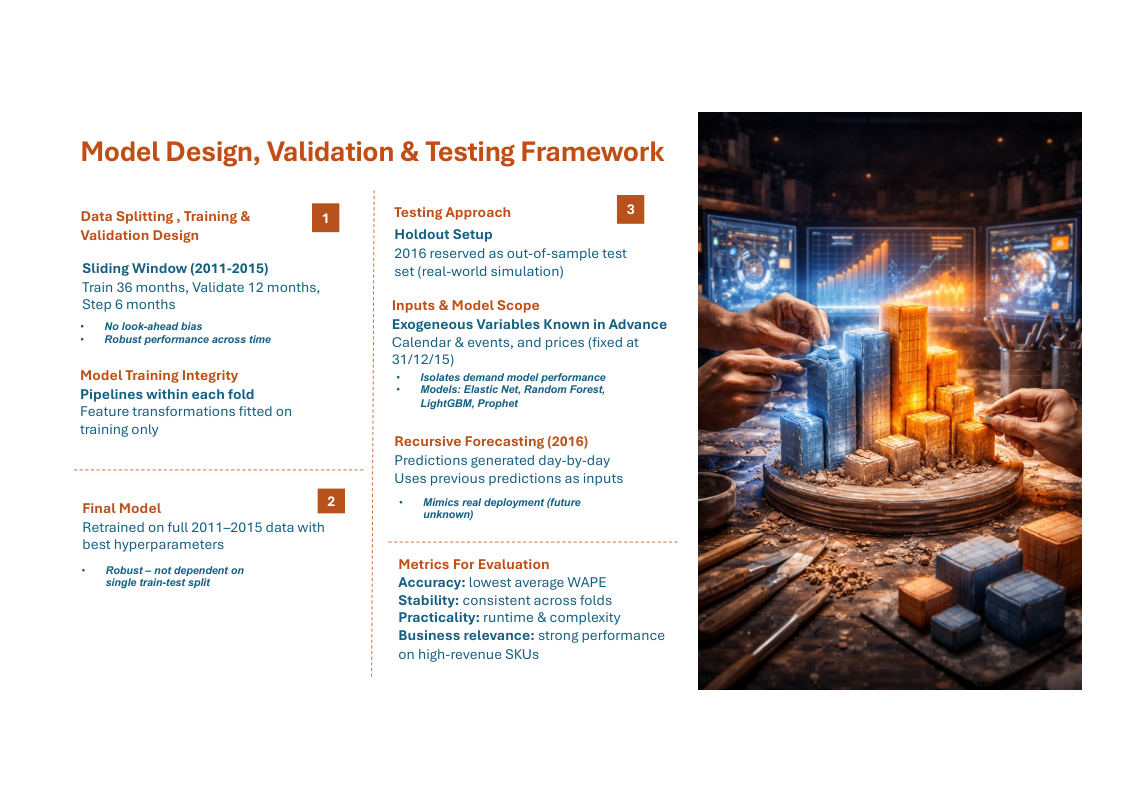 Model Design, Validation & Testing Framework
Data Splitting , Training &
Validation Design
1
Sliding Window (2011-2015)
Train 36 months, Validate 12 months,
Step 6 months
• No look-ahead bias
• Robust performance across time
Model Training Integrity
Pipelines within each fold
Feature transformations fitted on
training only
Final Model
2
Retrained on full 2011–2015 data with
best hyperparameters
• Robust – not dependent on
single train-test split
Testing Approach
3
Holdout Setup
2016 reserved as out-of-sample test
set (real-world simulation)
Inputs & Model Scope
Exogeneous Variables Known in Advance
Calendar & events, and prices (fixed at
31/12/15)
• Isolates demand model performance
• Models: Elastic Net, Random Forest,
LightGBM, Prophet
Recursive Forecasting (2016)
Predictions generated day-by-day
Uses previous predictions as inputs
• Mimics real deployment (future
unknown)
Metrics For Evaluation
Accuracy: lowest average WAPE
Stability: consistent across folds
Practicality: runtime & complexity
Business relevance: strong performance
on high-revenue SKUs